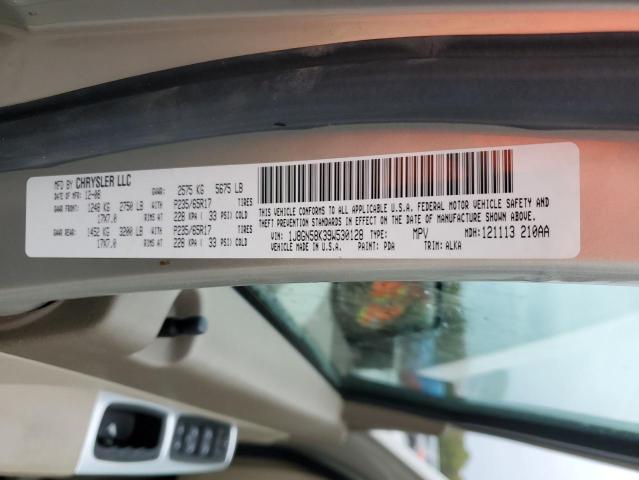 MFD BY CHRYSLER LLC
DATE OF MFR: 12-08 GVWR: 2575 KG 5675 LB
GAWR FRONT: 1248 KG 2750 LB WITH P235/65R17 TIRES
17X7.0 RIMS AT 228 KPA ( 33 PSI) COLD
GAWR REAR: 1452 KG 3200 LB WITH P235/65R17 TIRES
17X7.0 RIMS AT 228 KPA ( 33 PSI) COLD
THIS VEHICLE CONFORMS TO ALL APPLICABLE U.S.A. FEDERAL MOTOR VEHICLE SAFETY AND
THEFT PREVENTION STANDARDS IN EFFECT ON THE DATE OF MANUFACTURE SHOWN ABOVE.
VIN: 1J8GN58K39W530128 TYPE: MPV MDH:121113 210AA
VEHICLE MADE IN U.S.A. PAINT: PDA TRIM: ALKA